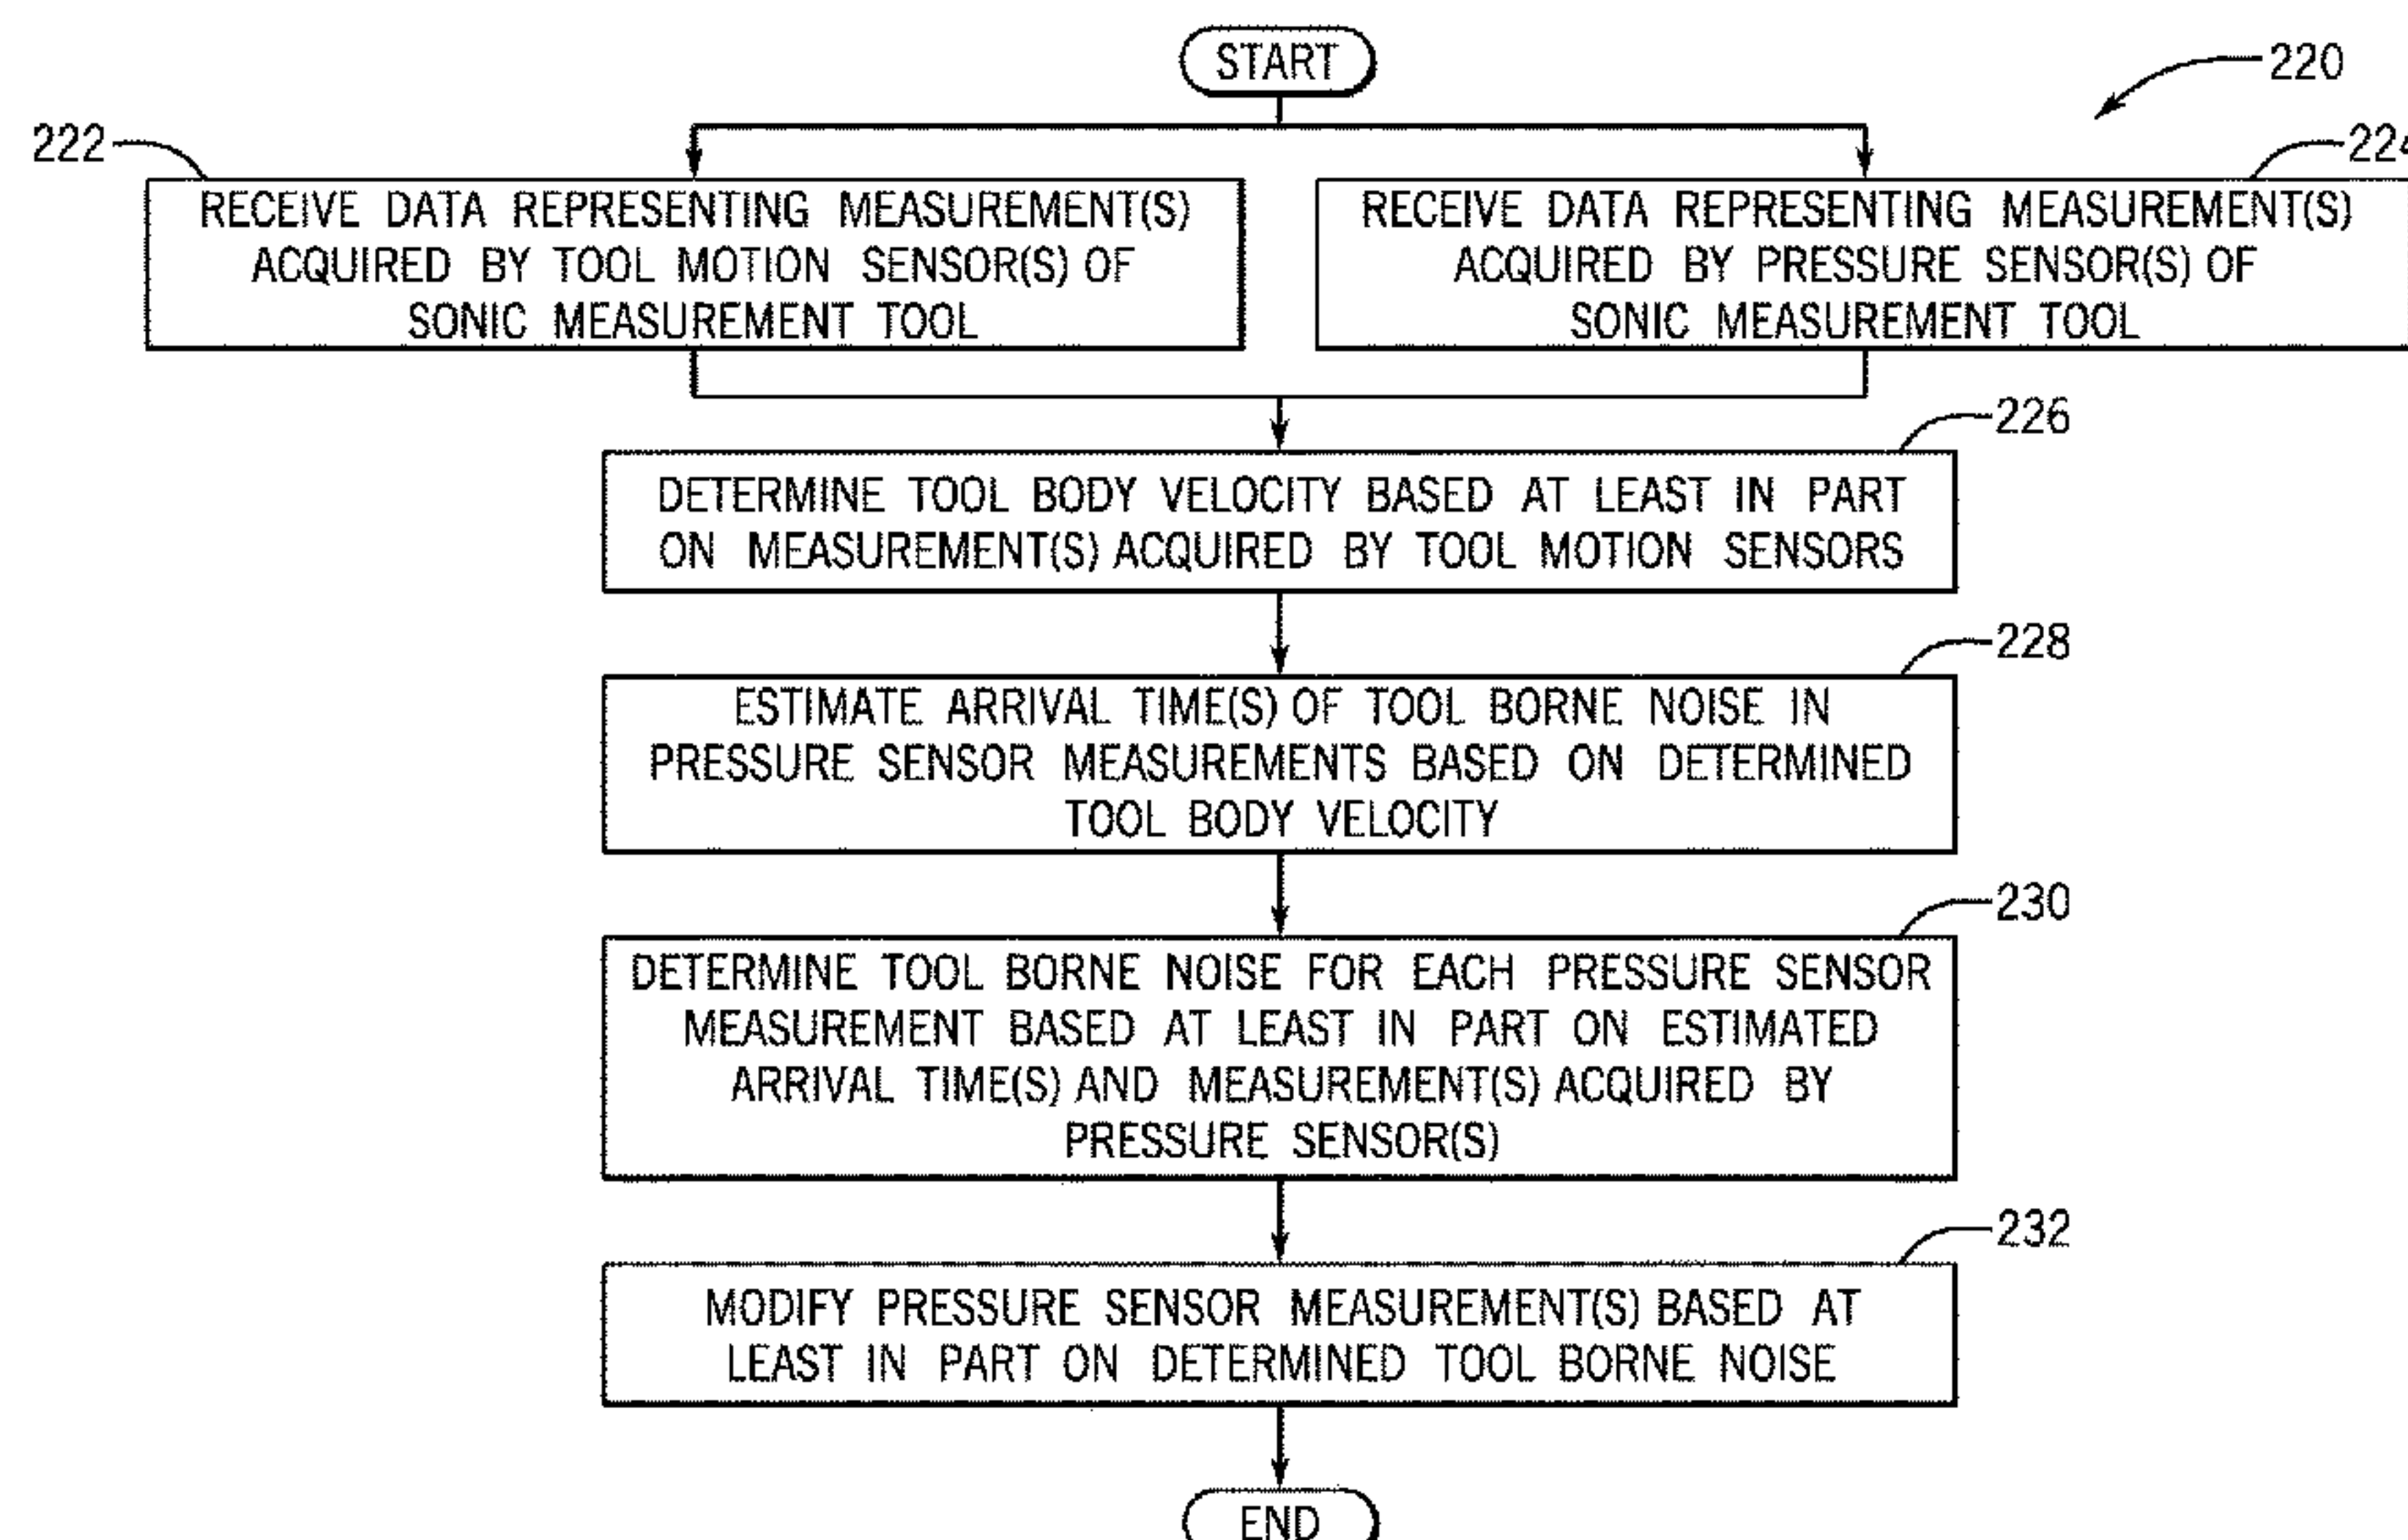 START
220
222
224
RECEIVE DATA REPRESENTING MEASUREMENT(S)
ACQUIRED BY TOOL MOTION SENSOR(S) OF
SONIC MEASUREMENT TOOL
RECEIVE DATA REPRESENTING MEASUREMENT(S)
ACQUIRED BY PRESSURE SENSOR(S) OF
SONIC MEASUREMENT TOOL
226
DETERMINE TOOL BODY VELOCITY BASED AT LEAST IN PART
ON MEASUREMENT(S) ACQUIRED BY TOOL MOTION SENSORS
228
ESTIMATE ARRIVAL TIME(S) OF TOOL BORNE NOISE IN
PRESSURE SENSOR MEASUREMENTS BASED ON DETERMINED
TOOL BODY VELOCITY
230
DETERMINE TOOL BORNE NOISE FOR EACH PRESSURE SENSOR
MEASUREMENT BASED AT LEAST IN PART ON ESTIMATED
ARRIVAL TIME(S) AND MEASUREMENT(S) ACQUIRED BY
PRESSURE SENSOR(S)
232
MODIFY PRESSURE SENSOR MEASUREMENT(S) BASED AT
LEAST IN PART ON DETERMINED TOOL BORNE NOISE
END